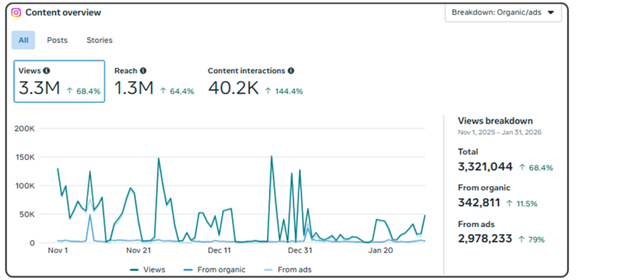 Content overview
Breakdown: Organic/ads
All Posts Stories
Views Reach Content interactions
3.3M ↑ 68.4% 1.3M ↑ 64.4% 40.2K ↑ 144.4%
200K
150K
100K
50K
0
Nov 1 Nov 21 Dec 11 Dec 31 Jan 20
Views From organic From ads
Views breakdown
Nov 1, 2025 - Jan 31, 2026
Total
3,321,044 ↑ 68.4%
From organic
342,811 ↑ 11.5%
From ads
2,978,233 ↑ 79%